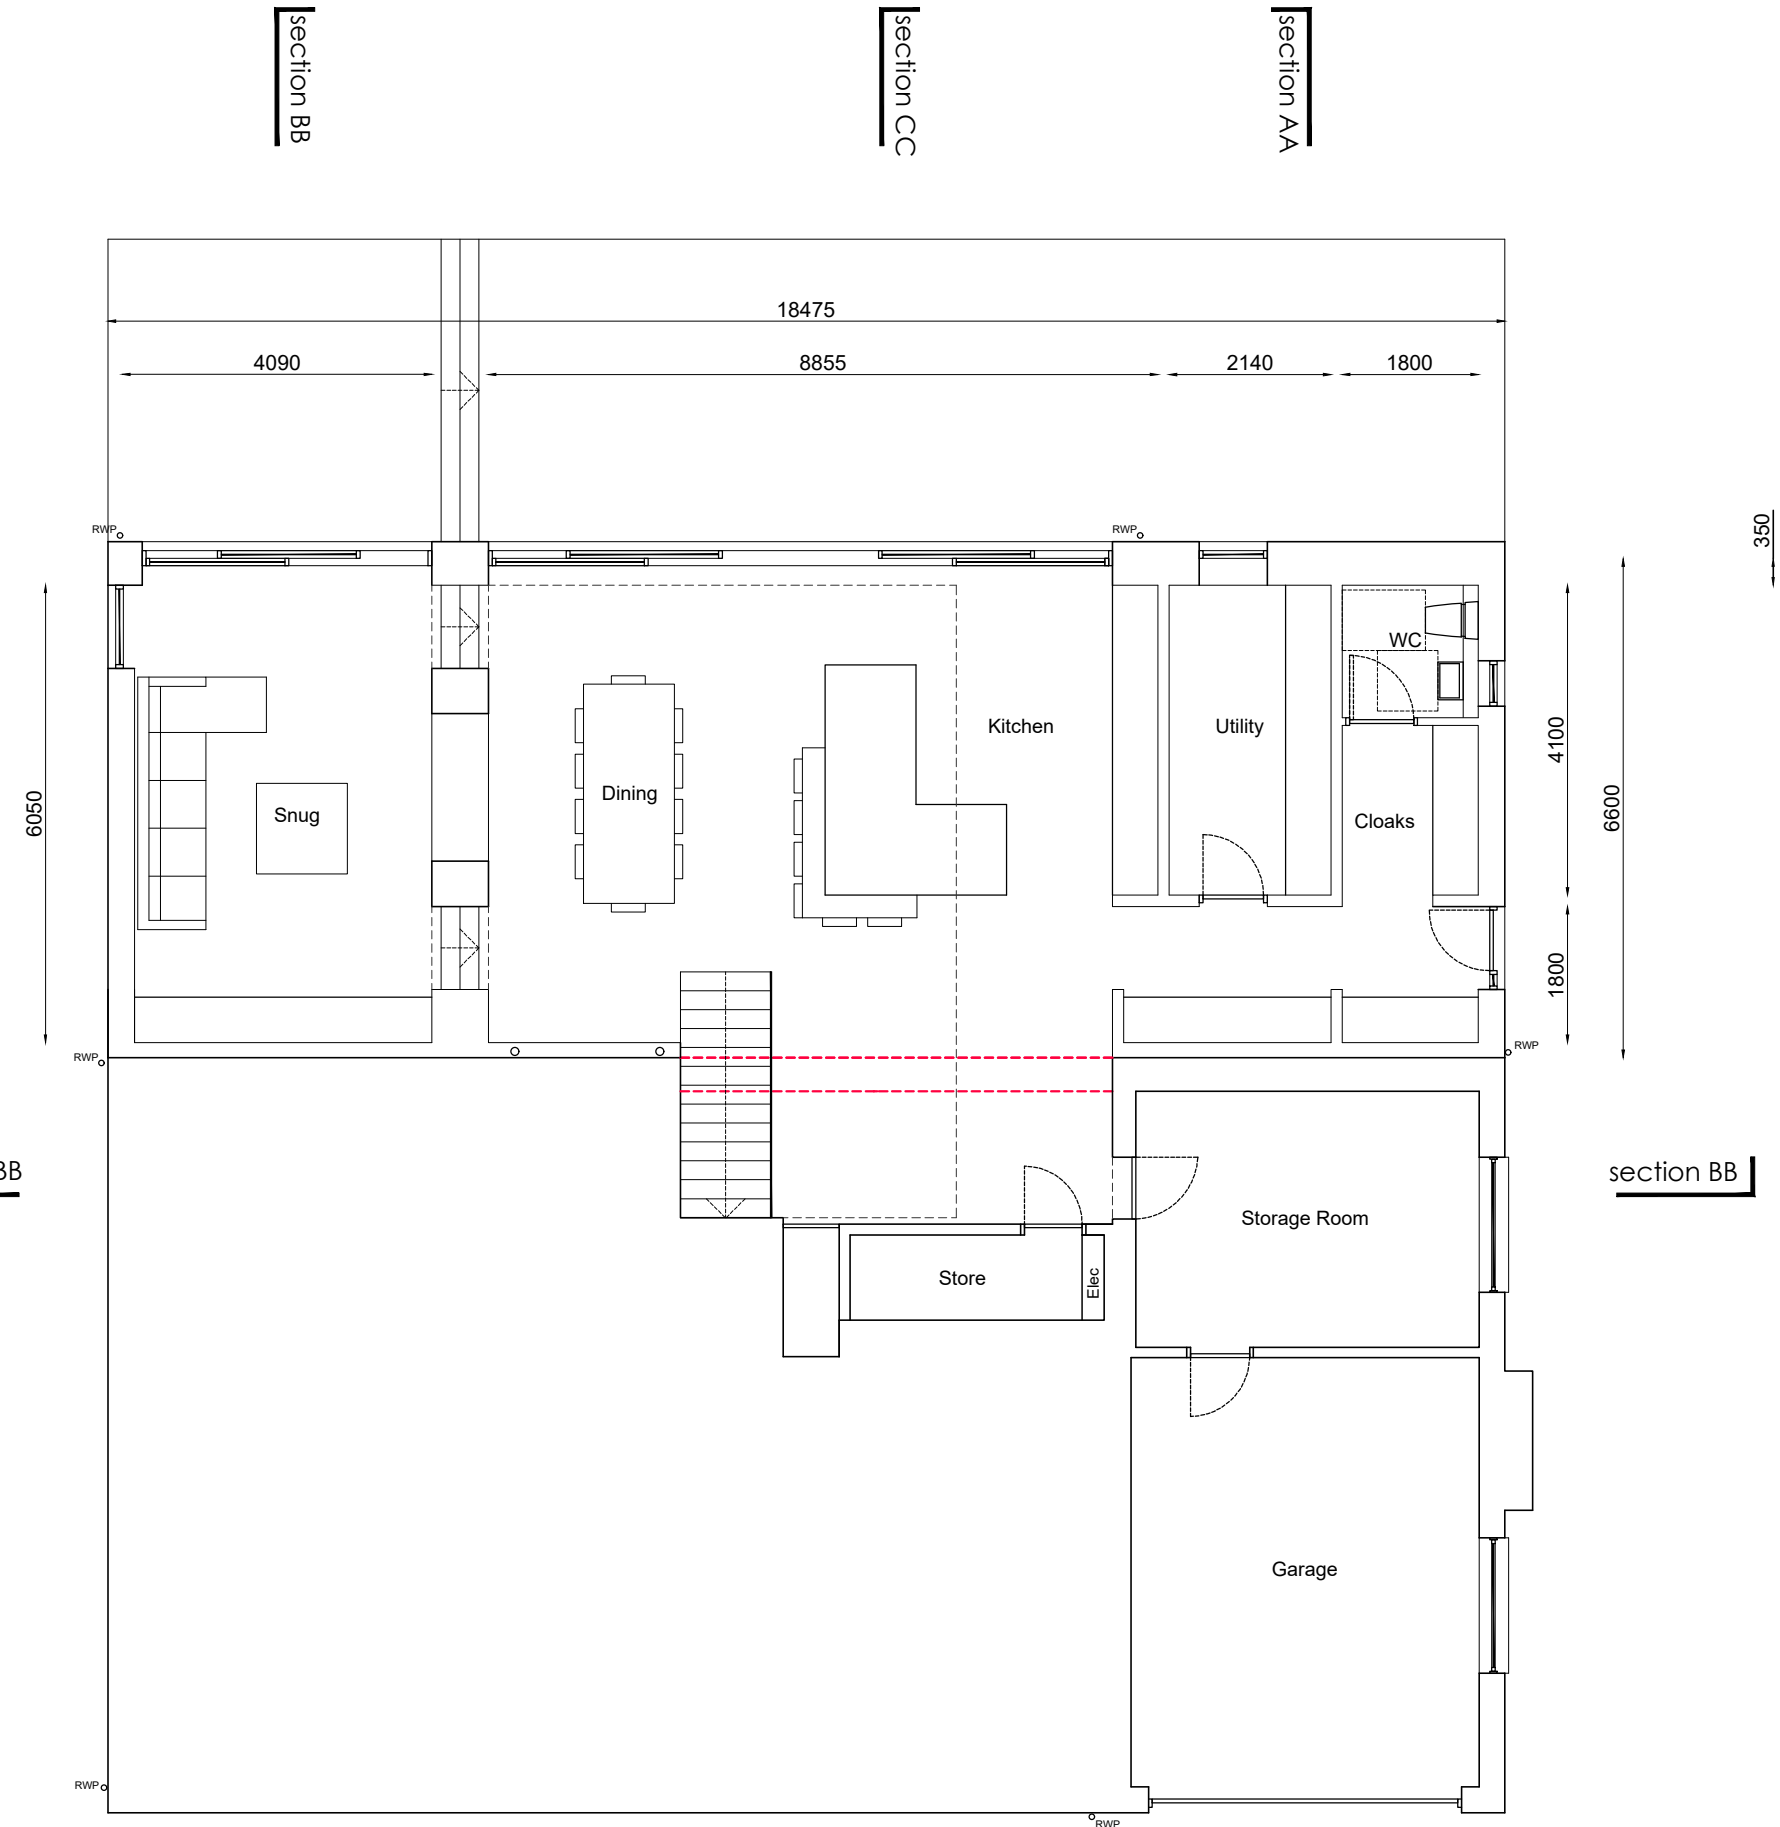 section BB
section CC
section AA
18475
4090
8855
2140
1800
350
RWP
RWP
WC
Kitchen
Utility
4100
Dining
6050
Snug
Cloaks
6600
1800
RWP
RWP
BB
section BB
Storage Room
Store
Elec
Garage
RWP
RWP